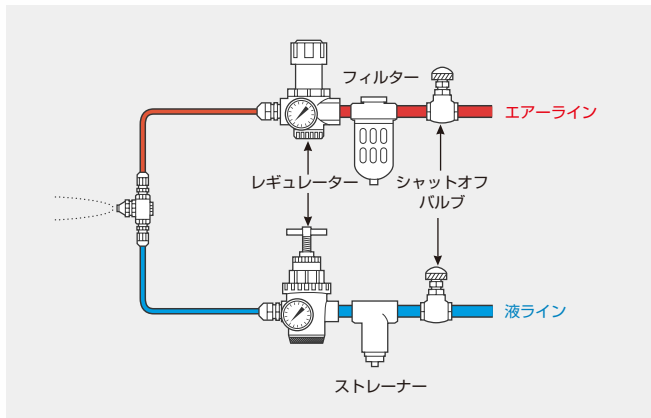 フィルター
エアーライン
レギュレーター
シャットオフ
バルブ
液ライン
ストレーナー